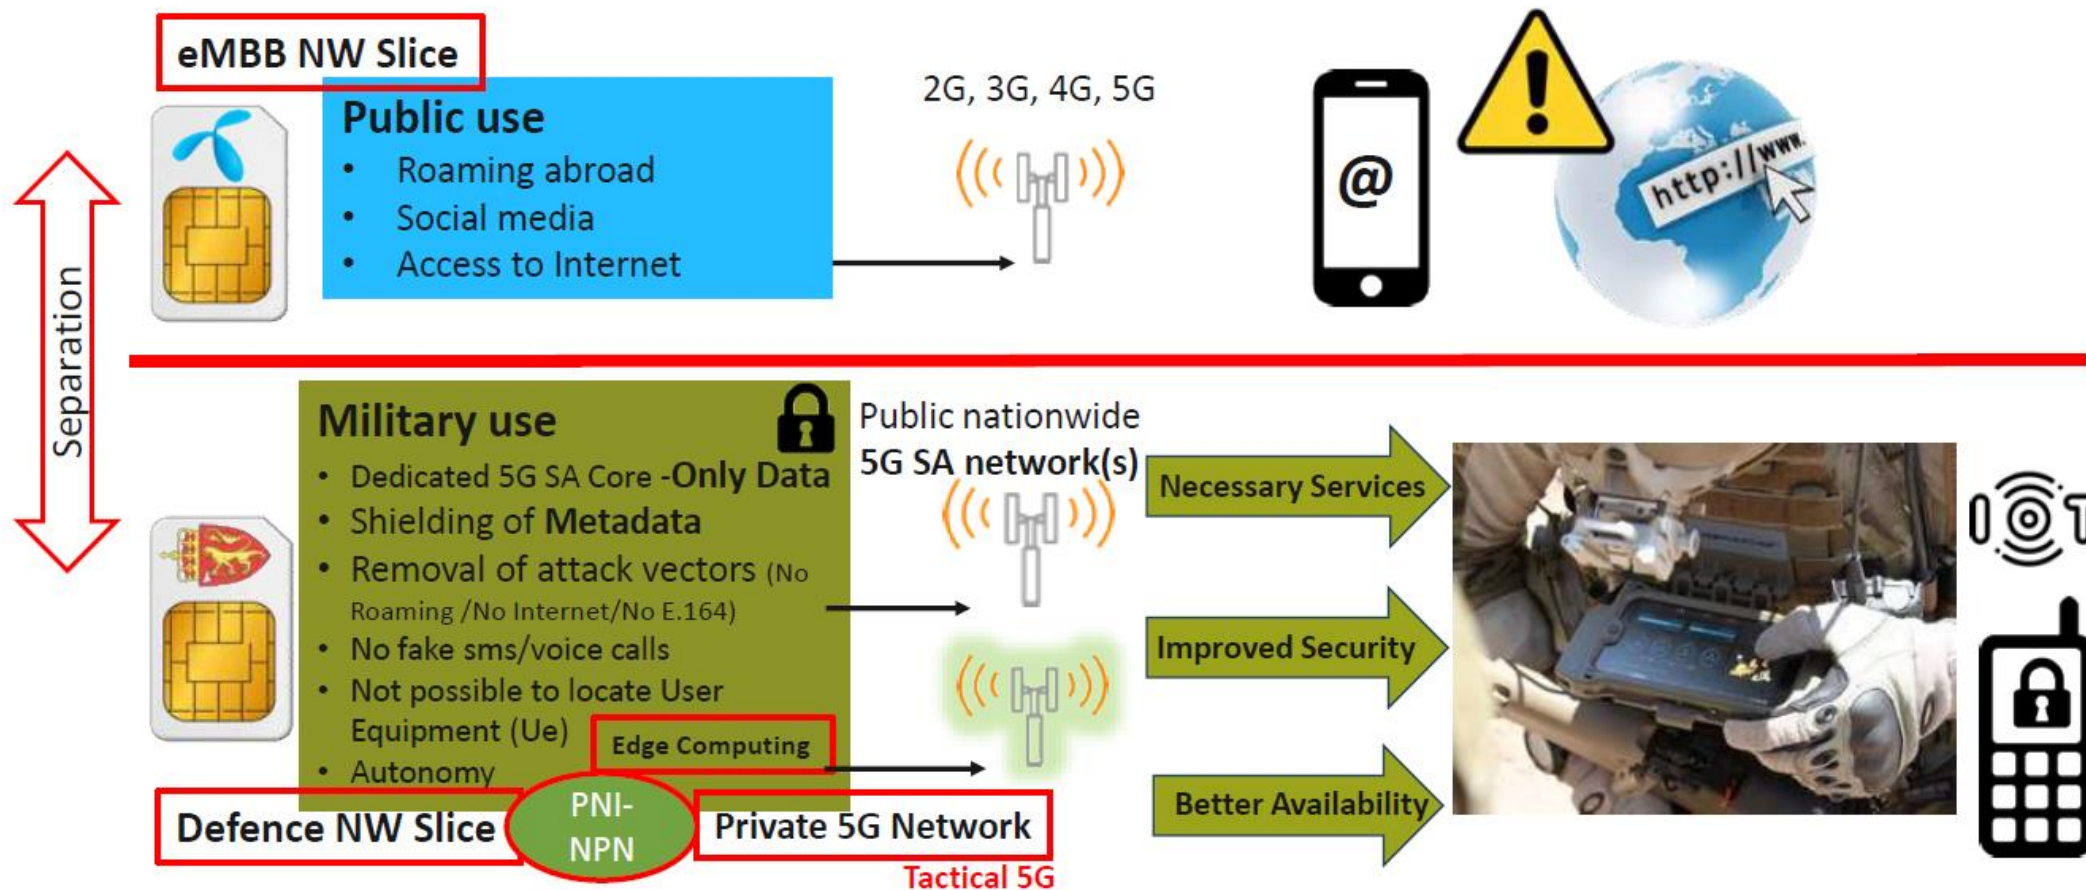 eMBB NW Slice
Public use
• Roaming abroad
• Social media
• Access to Internet
2G, 3G, 4G, 5G
@
http://www.
Separation
Military use
• Dedicated 5G SA Core -Only Data
• Shielding of Metadata
• Removal of attack vectors (No
Roaming /No Internet/No E.164)
• No fake sms/voice calls
• Not possible to locate User
Equipment (Ue)
• Autonomy
Edge Computing
Defence NW Slice
PNI-
NPN
Private 5G Network
Tactical 5G
Public nationwide
5G SA network(s)
Necessary Services
Improved Security
Better Availability
IOT